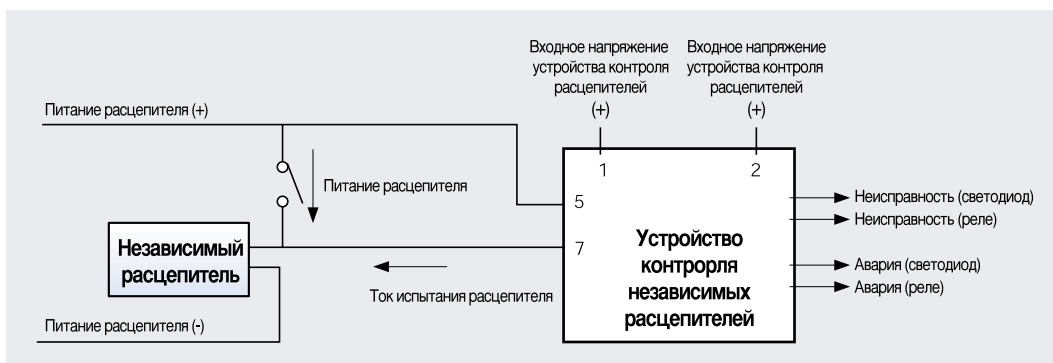 Входное напряжение
устройства контроля
расцепителей
(+)
Входное напряжение
устройства контроля
расцепителей
(+)
Питание расцепителя (+)
1
2
Питание расцепителя
5
Неисправность (светодиод)
Неисправность (реле)
7
Независимый
расцепитель
Устройство
контрорля
независимых
расцепителей
Авария (светодиод)
Авария (реле)
Ток испытания расцепителя
Питание расцепителя (-)